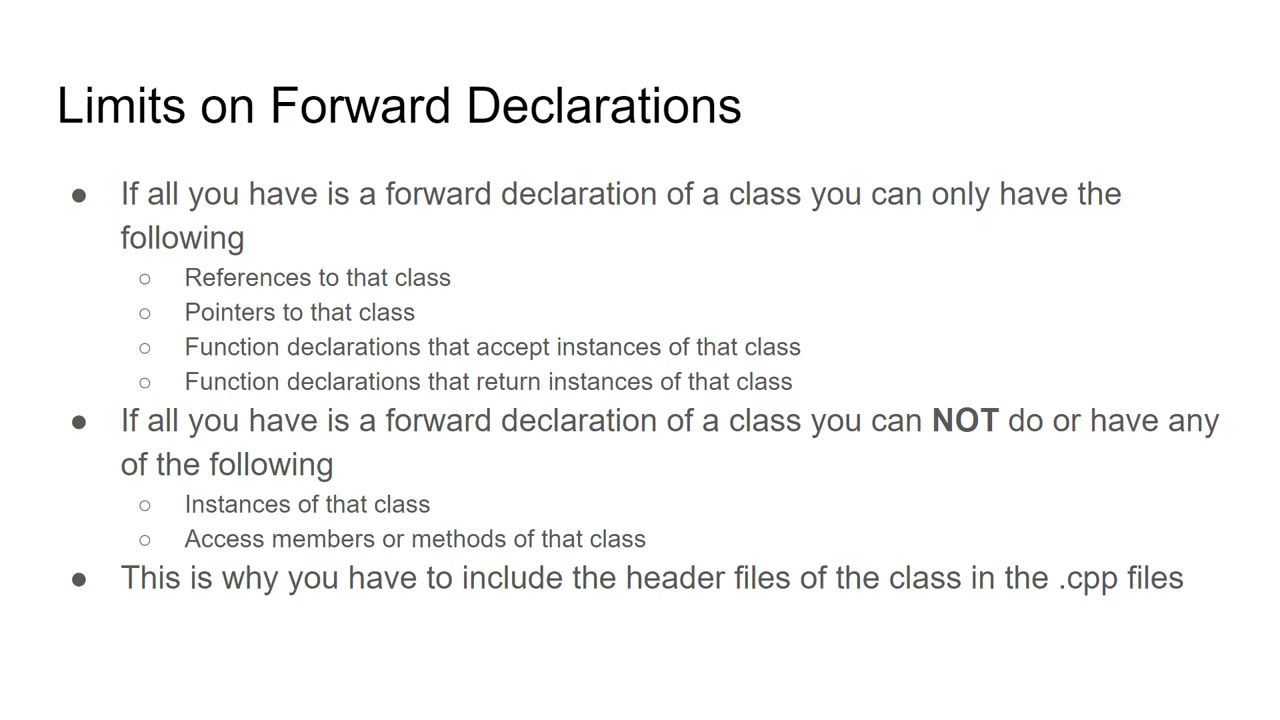 Limits on Forward Declarations
● If all you have is a forward declaration of a class you can only have the
following
○ References to that class
○ Pointers to that class
○ Function declarations that accept instances of that class
○ Function declarations that return instances of that class
● If all you have is a forward declaration of a class you can NOT do or have any
of the following
○ Instances of that class
○ Access members or methods of that class
● This is why you have to include the header files of the class in the .cpp files